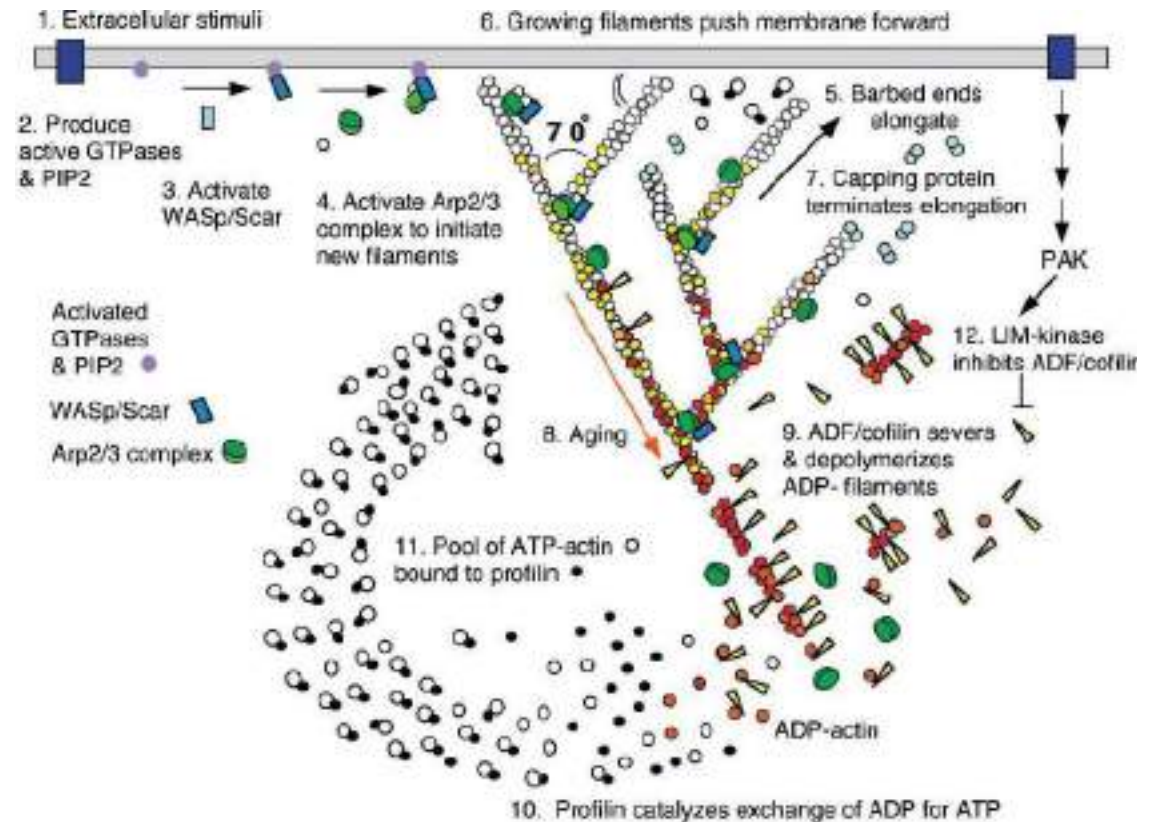 1. Extracellular stimuli
6. Growing filaments push membrane forward
2. Produce
active GTPases
& PIP2
3. Activate
WASp/Scar
4. Activate Arp2/3
complex to initiate
new filaments
70°
5. Barbed ends
elongate
7. Capping protein
terminates elongation
PAK
12. LIM-kinase
inhibits ADF/cofilin
Activated
GTPases
& PIP2
WASp/Scar
Arp2/3 complex
8. Aging
9. ADF/cofilin severs
& depolymerizes
ADP- filaments
11. Pool of ATP-actin
bound to profilin
ADP-actin
10. Profilin catalyzes exchange of ADP for ATP